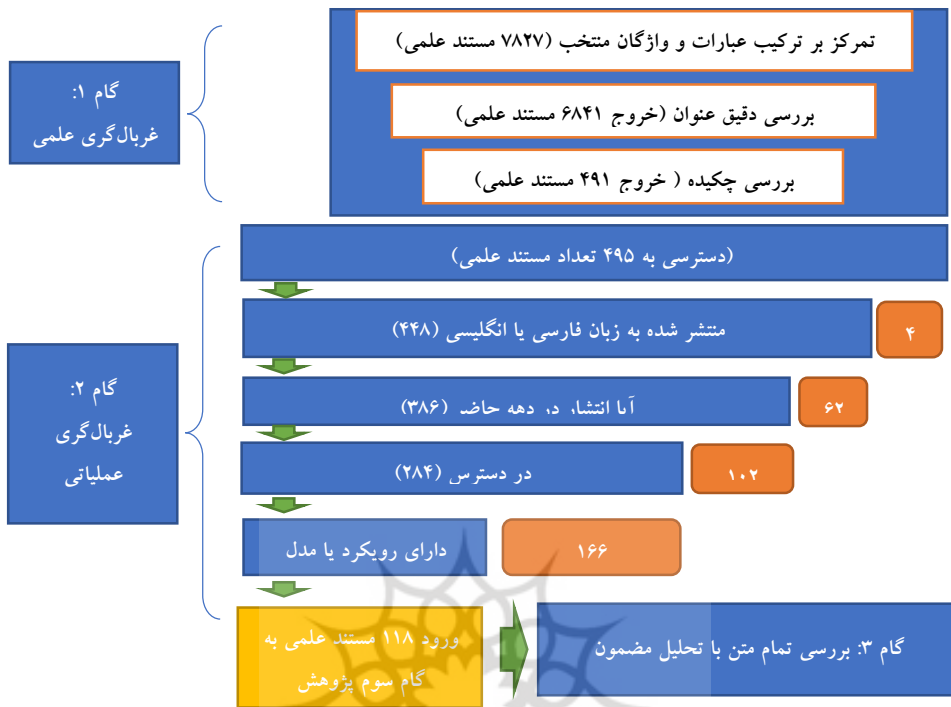 تمرکز بر ترکیب عبارات و واژگان منتخب (۷۸۲۷ مستند علمی)
بررسی دقیق عنوان (خروج ۶۸۴۱ مستند علمی)
بررسی چکیده ( خروج ۴۹۱ مستند علمی)
گام ۱:
غربال‌گری علمی
(دسترسی به ۴۹۵ تعداد مستند علمی)
منتشر شده به زبان فارسی یا انگلیسی (۴۴۸)
۴
آیا انتشار در دهه حاضر (۳۸۶)
۶۲
در دسترس (۲۸۴)
۱۰۲
دارای رویکرد یا مدل
۱۶۶
گام ۲:
غربال‌گری
عملیاتی
ورود ۱۱۸ مستند علمی به
گام سوم پژوهش
گام ۳: بررسی تمام متن با تحلیل مضمون